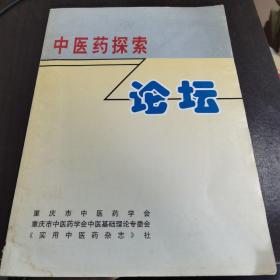 中医药探索
论坛
重庆市中医药学会
重庆市中医药学会中医基础理论专委会
《实用中医药杂志》社